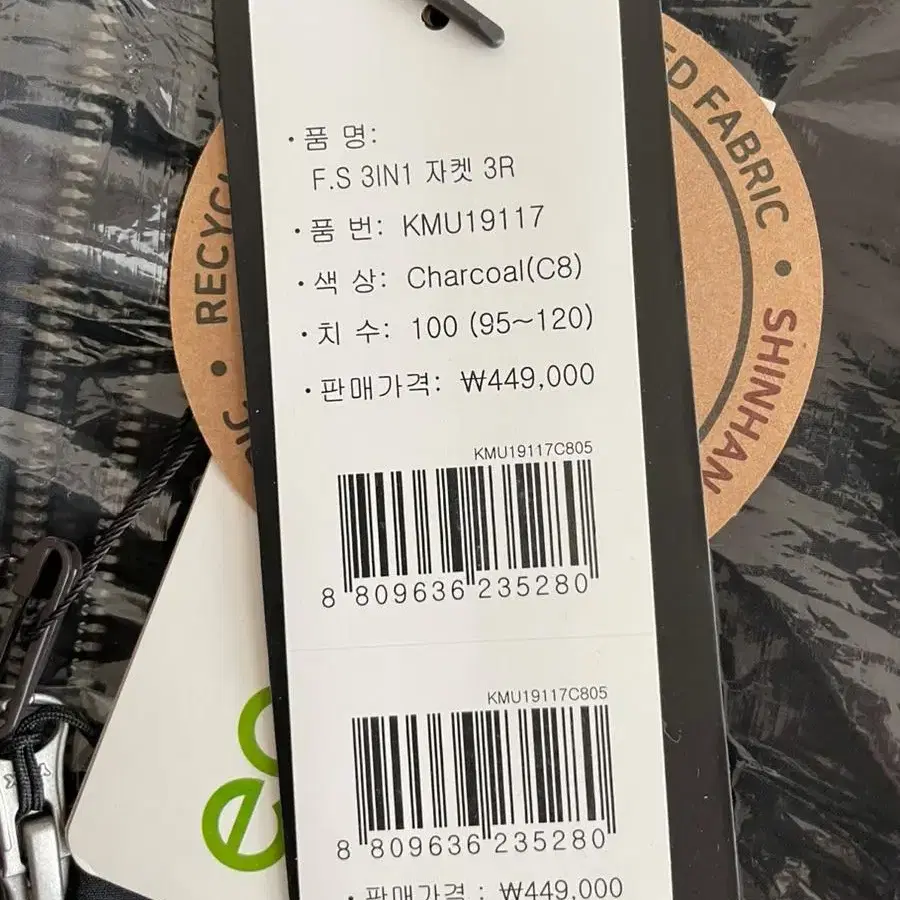 · 품 명:
F.S 3IN1 자켓 3R
· 품 번: KMU19117
· 색 상: Charcoal(C8)
· 치 수: 100 (95~120)
· 판매가격: ₩449,000
KMU19117C805
8 809636 235280
KMU19117C805
8 809636 235280
· 판매가격 : ₩449,000
FABRIC • SHINHAN